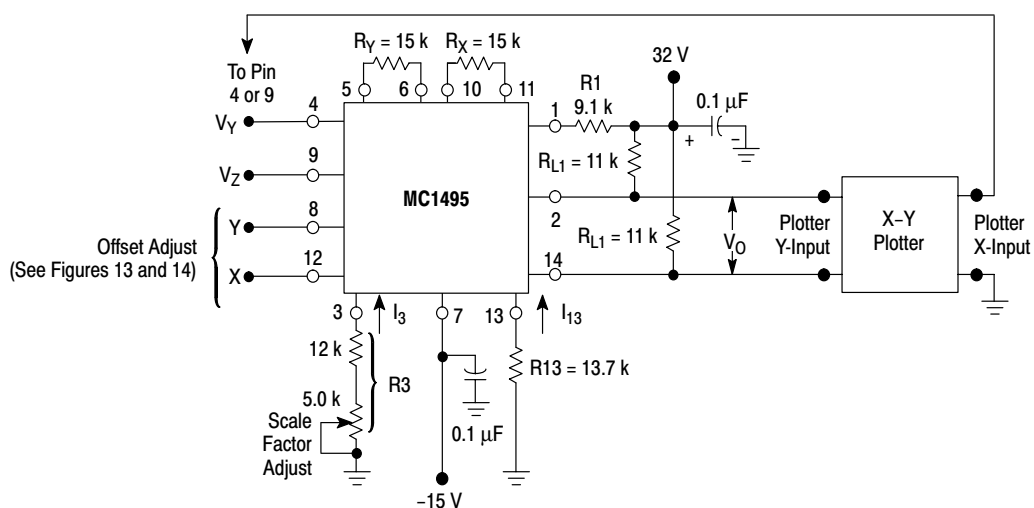 R_Y = 15 k
R_X = 15 k
32 V
To Pin
4 or 9
5
6
10
11
R1
9.1 k
0.1 µF
+
–
V_Y
4
1
R_L1 = 11 k
V_Z
9
MC1495
2
X–Y
Plotter
Plotter
Y-Input
Plotter
X-Input
Offset Adjust
(See Figures 13 and 14)
Y
8
R_L1 = 11 k
V_O
X
12
14
3
I_3
7
13
I_13
12 k
R3
R13 = 13.7 k
5.0 k
Scale
Factor
Adjust
0.1 µF
–15 V